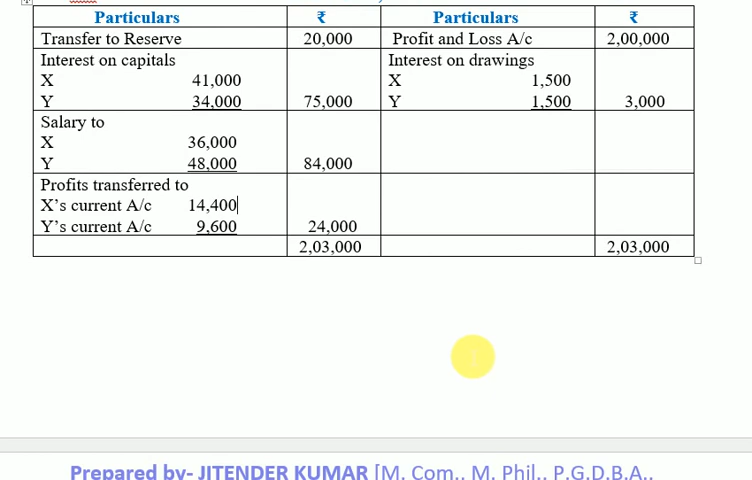 Particulars ₹ Particulars ₹
Transfer to Reserve 20,000 Profit and Loss A/c 2,00,000
Interest on capitals Interest on drawings
X 41,000 X 1,500
Y 34,000 75,000 Y 1,500 3,000
Salary to
X 36,000
Y 48,000 84,000
Profits transferred to
X's current A/c 14,400
Y's current A/c 9,600 24,000
2,03,000 2,03,000
Prepared by- JITENDER KUMAR [M. Com., M. Phil., P.G.D.B.A.,